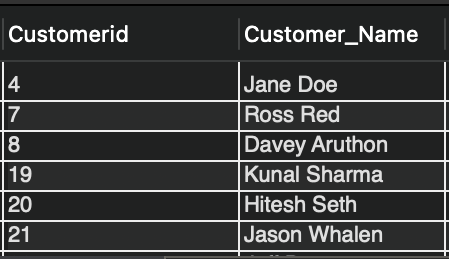 Customerid Customer_Name
4 Jane Doe
7 Ross Red
8 Davey Aruthon
19 Kunal Sharma
20 Hitesh Seth
21 Jason Whalen